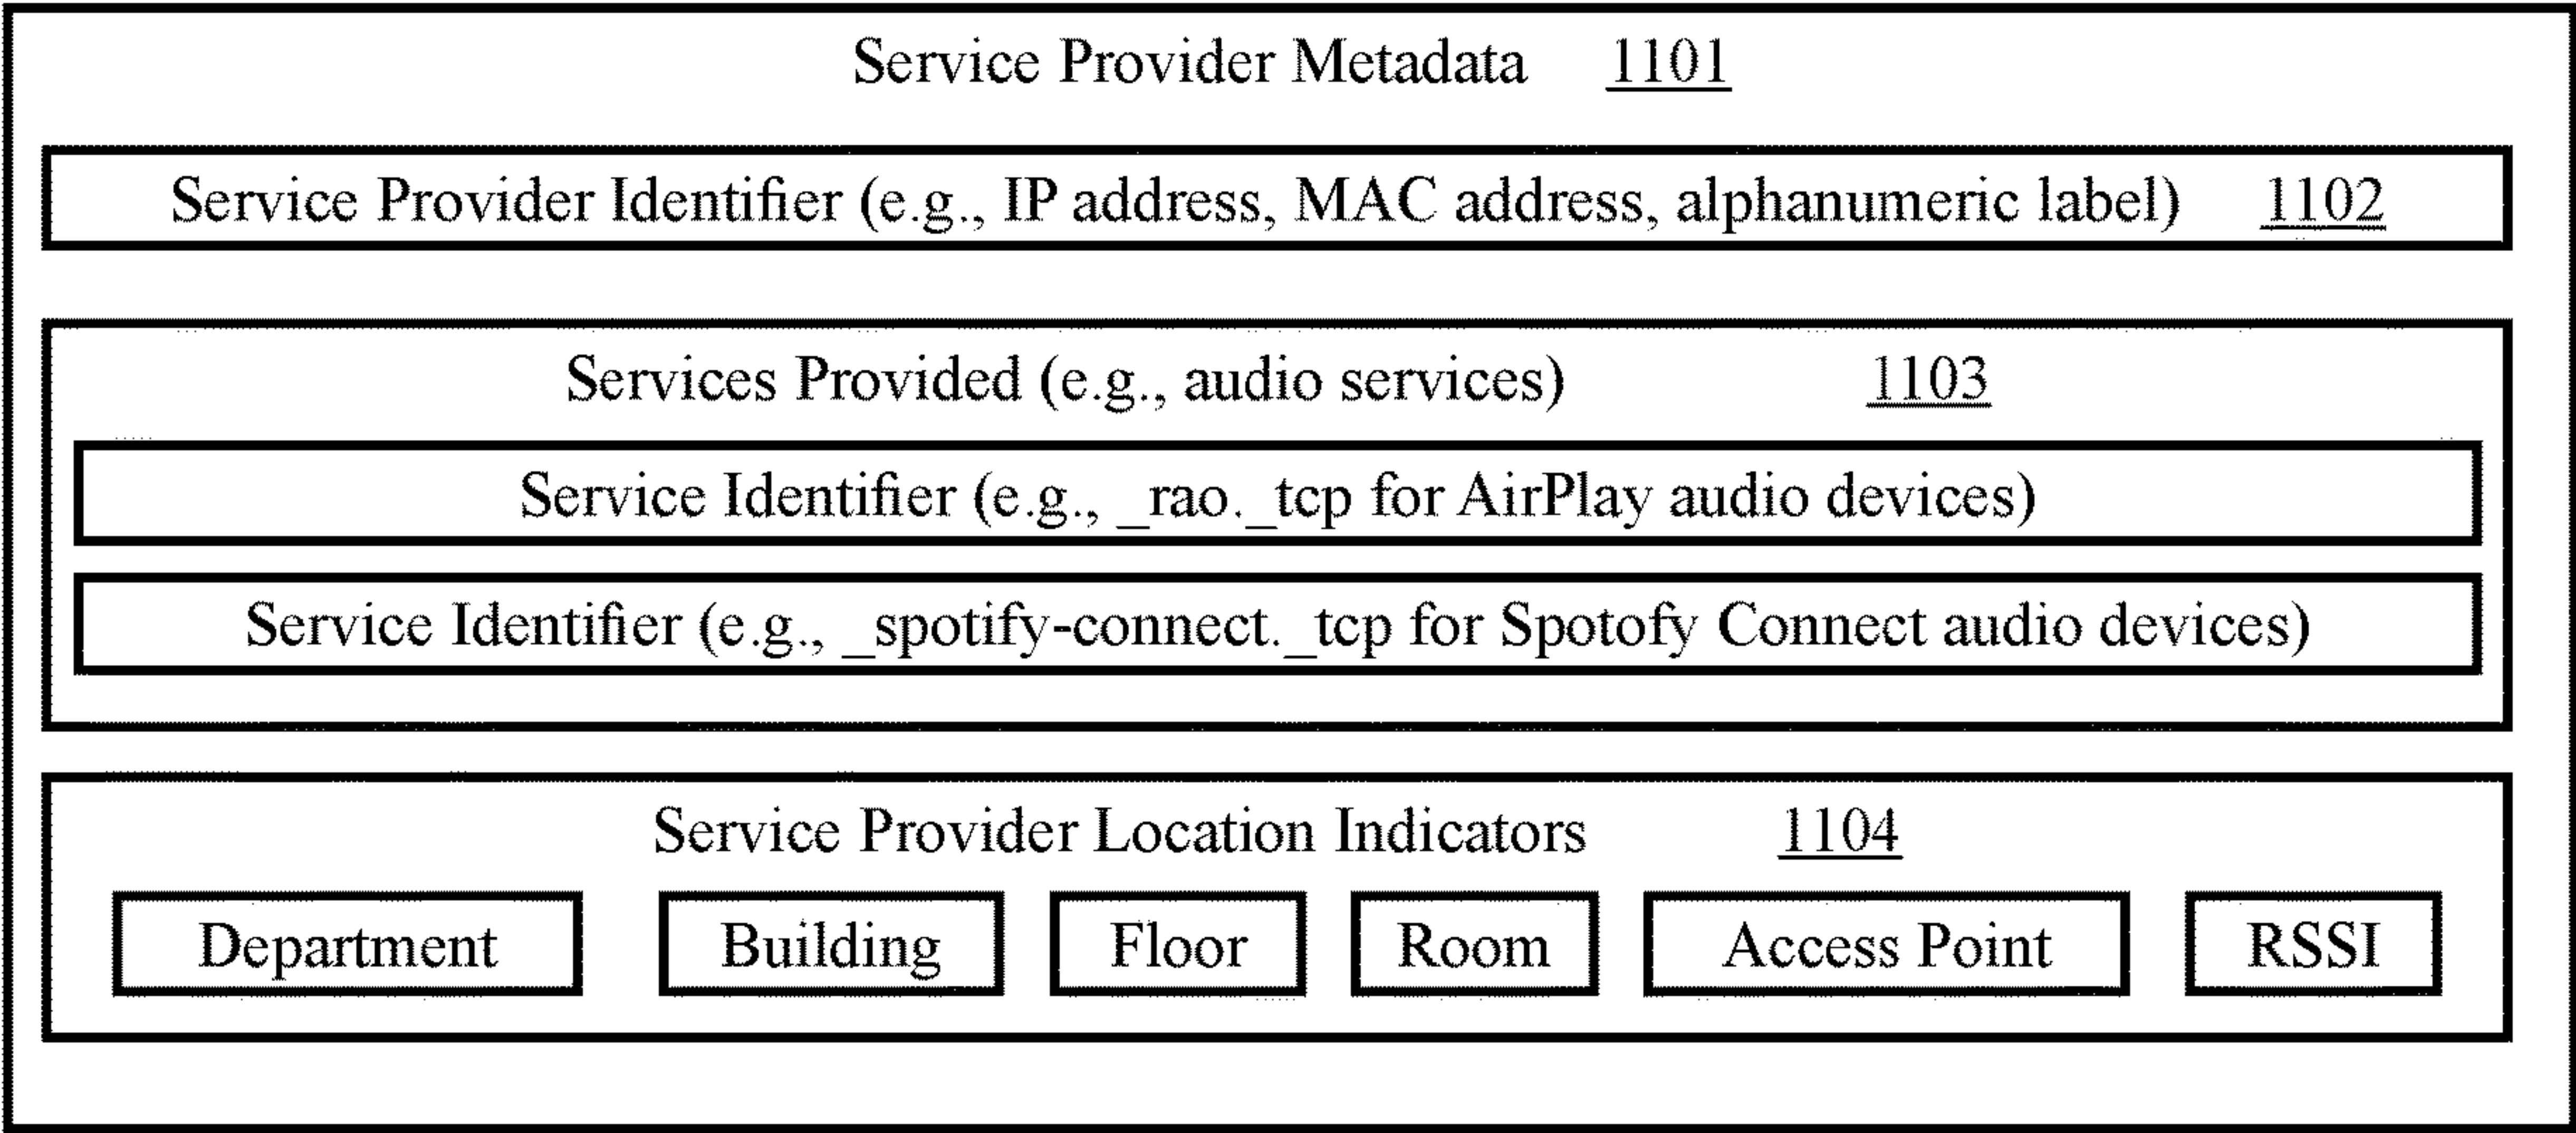 Service Provider Metadata 1101
Service Provider Identifier (e.g., IP address, MAC address, alphanumeric label) 1102
Services Provided (e.g., audio services) 1103
Service Identifier (e.g., _rao._tcp for AirPlay audio devices)
Service Identifier (e.g., _spotify-connect._tcp for Spotofy Connect audio devices)
Service Provider Location Indicators 1104
Department Building Floor Room Access Point RSSI